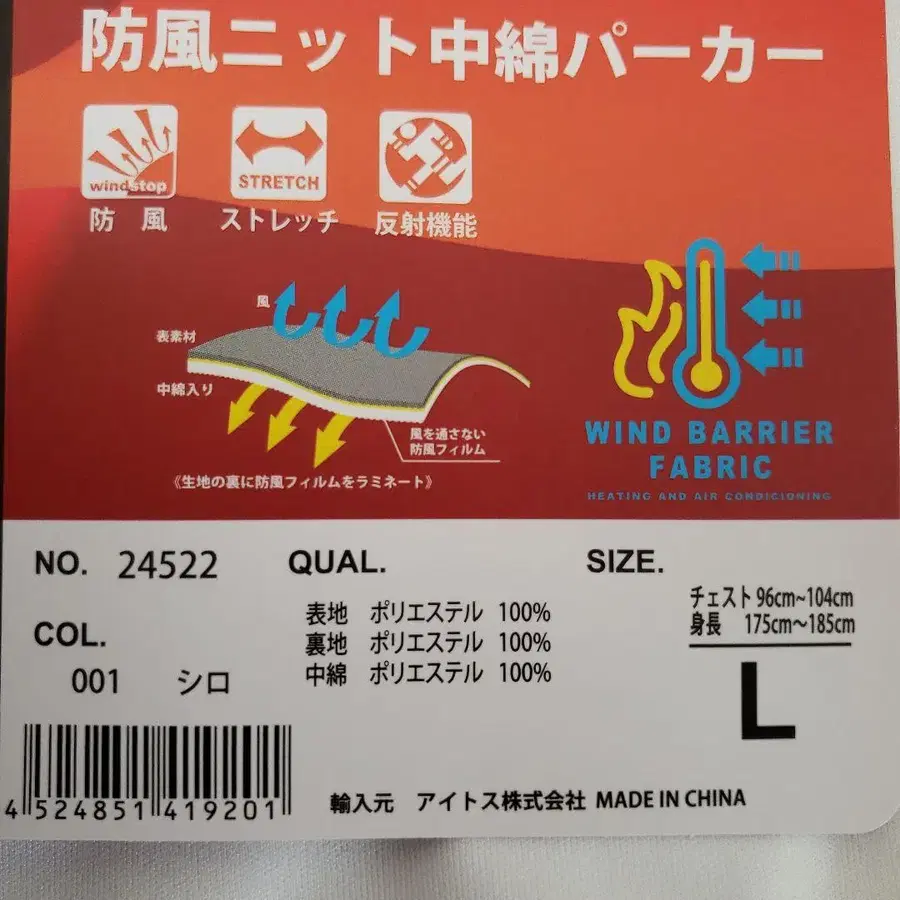 防風ニット中綿パーカー
windstop
STRETCH
防 風
ストレッチ
反射機能
風
表素材
中綿入り
風を通さない
防風フィルム
《生地の裏に防風フィルムをラミネート》
WIND BARRIER
FABRIC
HEATING AND AIR CONDICIONING
NO. 24522
QUAL.
SIZE.
表地 ポリエステル 100%
裏地 ポリエステル 100%
中綿 ポリエステル 100%
チェスト 96cm~104cm
身長 175cm~185cm
L
COL.
001 シロ
4 524851 419201
輸入元 アイトス株式会社 MADE IN CHINA